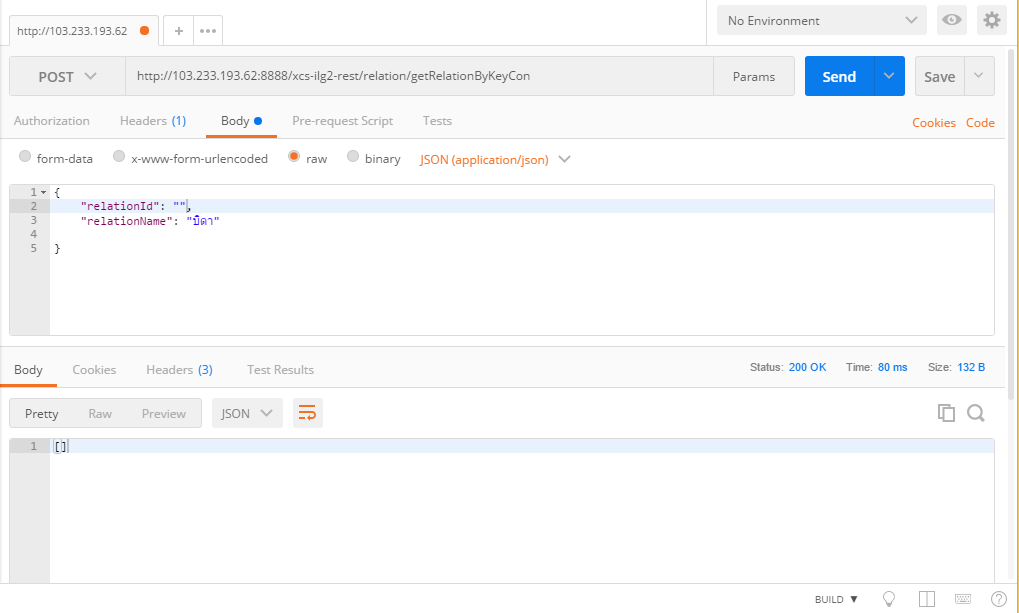 http://103.233.193.62
+
•••
No Environment
POST
http://103.233.193.62:8888/xcs-ilg2-rest/relation/getRelationByKeyCon
Params
Send
Save
Authorization
Headers (1)
Body
Pre-request Script
Tests
Cookies
Code
form-data
x-www-form-urlencoded
raw
binary
JSON (application/json)
1 {
2 "relationId": "",
3 "relationName": "บิดา"
4
5 }
Body
Cookies
Headers (3)
Test Results
Status: 200 OK
Time: 80 ms
Size: 132 B
Pretty
Raw
Preview
JSON
1 []
BUILD ▼
?